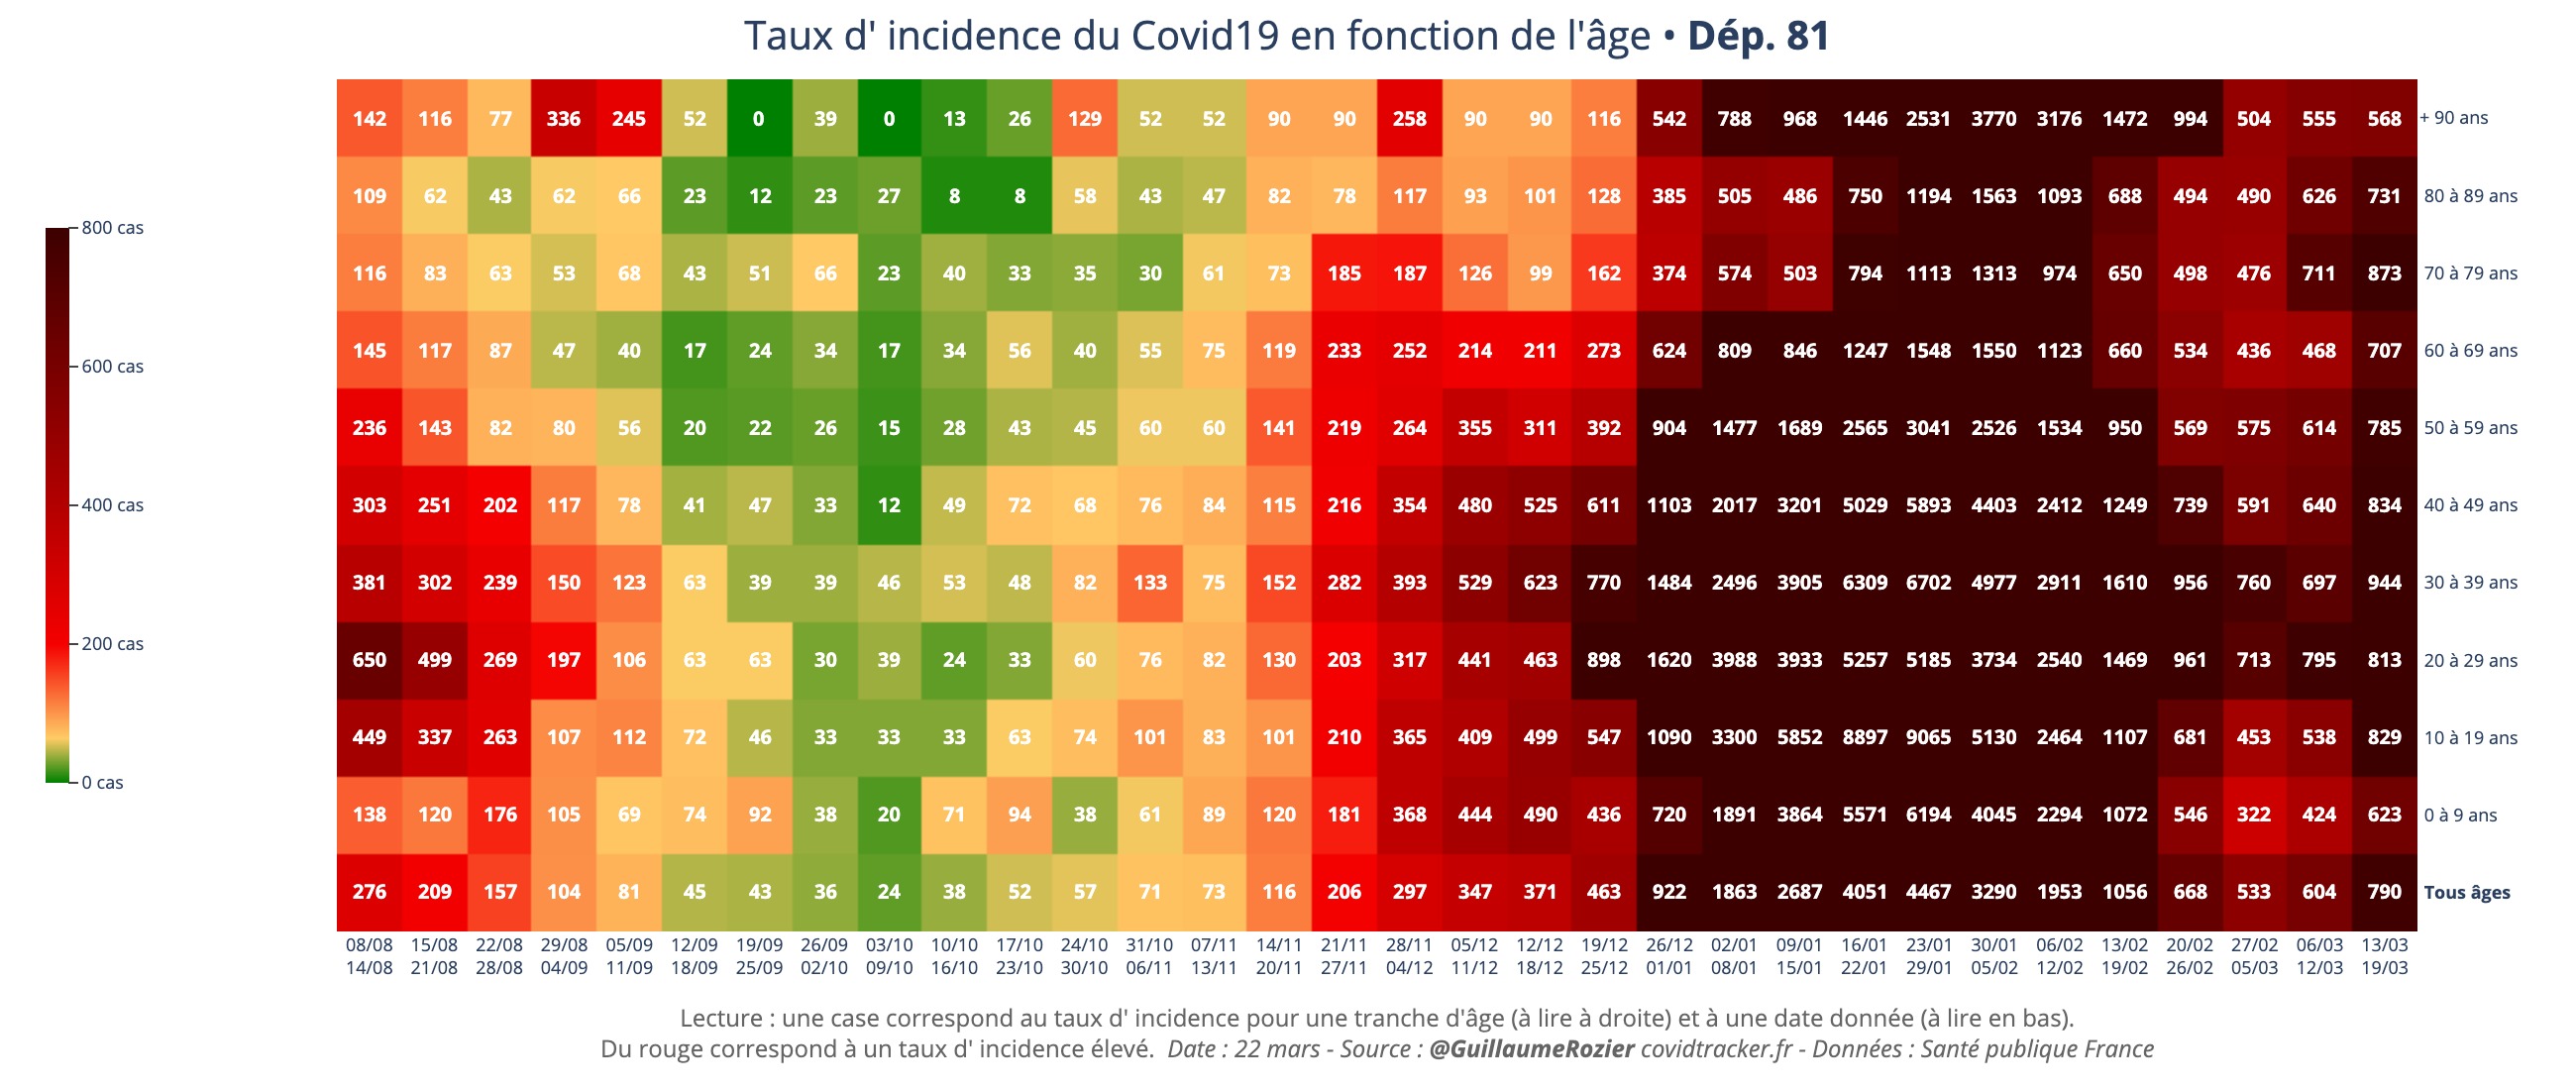 Taux d' incidence du Covid19 en fonction de l'âge • Dép. 81
142 116 77 336 245 52 0 39 0 13 26 129 52 52 90 90 258 90 90 116 542 788 968 1446 2531 3770 3176 1472 994 504 555 568 + 90 ans
109 62 43 62 66 23 12 23 27 8 8 58 43 47 82 78 117 93 101 128 385 505 486 750 1194 1563 1093 688 494 490 626 731 80 à 89 ans
800 cas
116 83 63 53 68 43 51 66 23 40 33 35 30 61 73 185 187 126 99 162 374 574 503 794 1113 1313 974 650 498 476 711 873 70 à 79 ans
145 117 87 47 40 17 24 34 17 34 56 40 55 75 119 233 252 214 211 273 624 809 846 1247 1548 1550 1123 660 534 436 468 707 60 à 69 ans
600 cas
236 143 82 80 56 20 22 26 15 28 43 45 60 60 141 219 264 355 311 392 904 1477 1689 2565 3041 2526 1534 950 569 575 614 785 50 à 59 ans
400 cas
303 251 202 117 78 41 47 33 12 49 72 68 76 84 115 216 354 480 525 611 1103 2017 3201 5029 5893 4403 2412 1249 739 591 640 834 40 à 49 ans
381 302 239 150 123 63 39 39 46 53 48 82 133 75 152 282 393 529 623 770 1484 2496 3905 6309 6702 4977 2911 1610 956 760 697 944 30 à 39 ans
200 cas
650 499 269 197 106 63 63 30 39 24 33 60 76 82 130 203 317 441 463 898 1620 3988 3933 5257 5185 3734 2540 1469 961 713 795 813 20 à 29 ans
449 337 263 107 112 72 46 33 33 33 63 74 101 83 101 210 365 409 499 547 1090 3300 5852 8897 9065 5130 2464 1107 681 453 538 829 10 à 19 ans
0 cas
138 120 176 105 69 74 92 38 20 71 94 38 61 89 120 181 368 444 490 436 720 1891 3864 5571 6194 4045 2294 1072 546 322 424 623 0 à 9 ans
276 209 157 104 81 45 43 36 24 38 52 57 71 73 116 206 297 347 371 463 922 1863 2687 4051 4467 3290 1953 1056 668 533 604 790 Tous âges
08/08 15/08 22/08 29/08 05/09 12/09 19/09 26/09 03/10 10/10 17/10 24/10 31/10 07/11 14/11 21/11 28/11 05/12 12/12 19/12 26/12 02/01 09/01 16/01 23/01 30/01 06/02 13/02 20/02 27/02 06/03 13/03
14/08 21/08 28/08 04/09 11/09 18/09 25/09 02/10 09/10 16/10 23/10 30/10 06/11 13/11 20/11 27/11 04/12 11/12 18/12 25/12 01/01 08/01 15/01 22/01 29/01 05/02 12/02 19/02 26/02 05/03 12/03 19/03
Lecture : une case correspond au taux d' incidence pour une tranche d'âge (à lire à droite) et à une date donnée (à lire en bas).
Du rouge correspond à un taux d' incidence élevé. Date : 22 mars - Source : @GuillaumeRozier covidtracker.fr - Données : Santé publique France